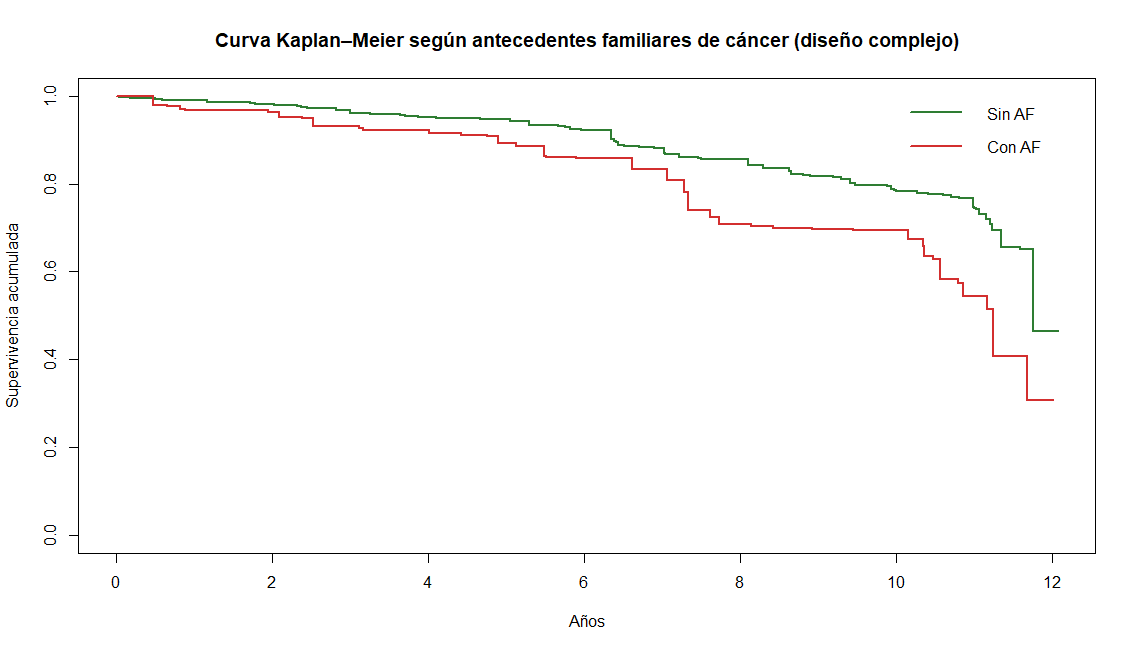 Curva Kaplan–Meier según antecedentes familiares de cáncer (diseño complejo)
Sin AF
Con AF
Supervivencia acumulada
1.0
0.8
0.6
0.4
0.2
0.0
0 2 4 6 8 10 12
Años